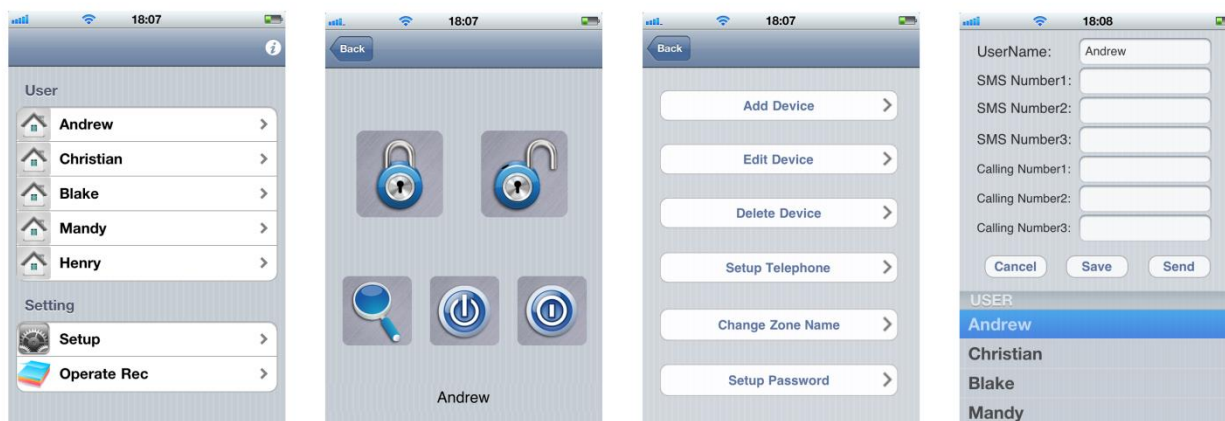 18:07
User
Andrew
Christian
Blake
Mandy
Henry
Setting
Setup
Operate Rec
18:07
Back
Andrew
18:07
Back
Add Device
Edit Device
Delete Device
Setup Telephone
Change Zone Name
Setup Password
18:08
UserName: Andrew
SMS Number1:
SMS Number2:
SMS Number3:
Calling Number1:
Calling Number2:
Calling Number3:
Cancel Save Send
USER
Andrew
Christian
Blake
Mandy